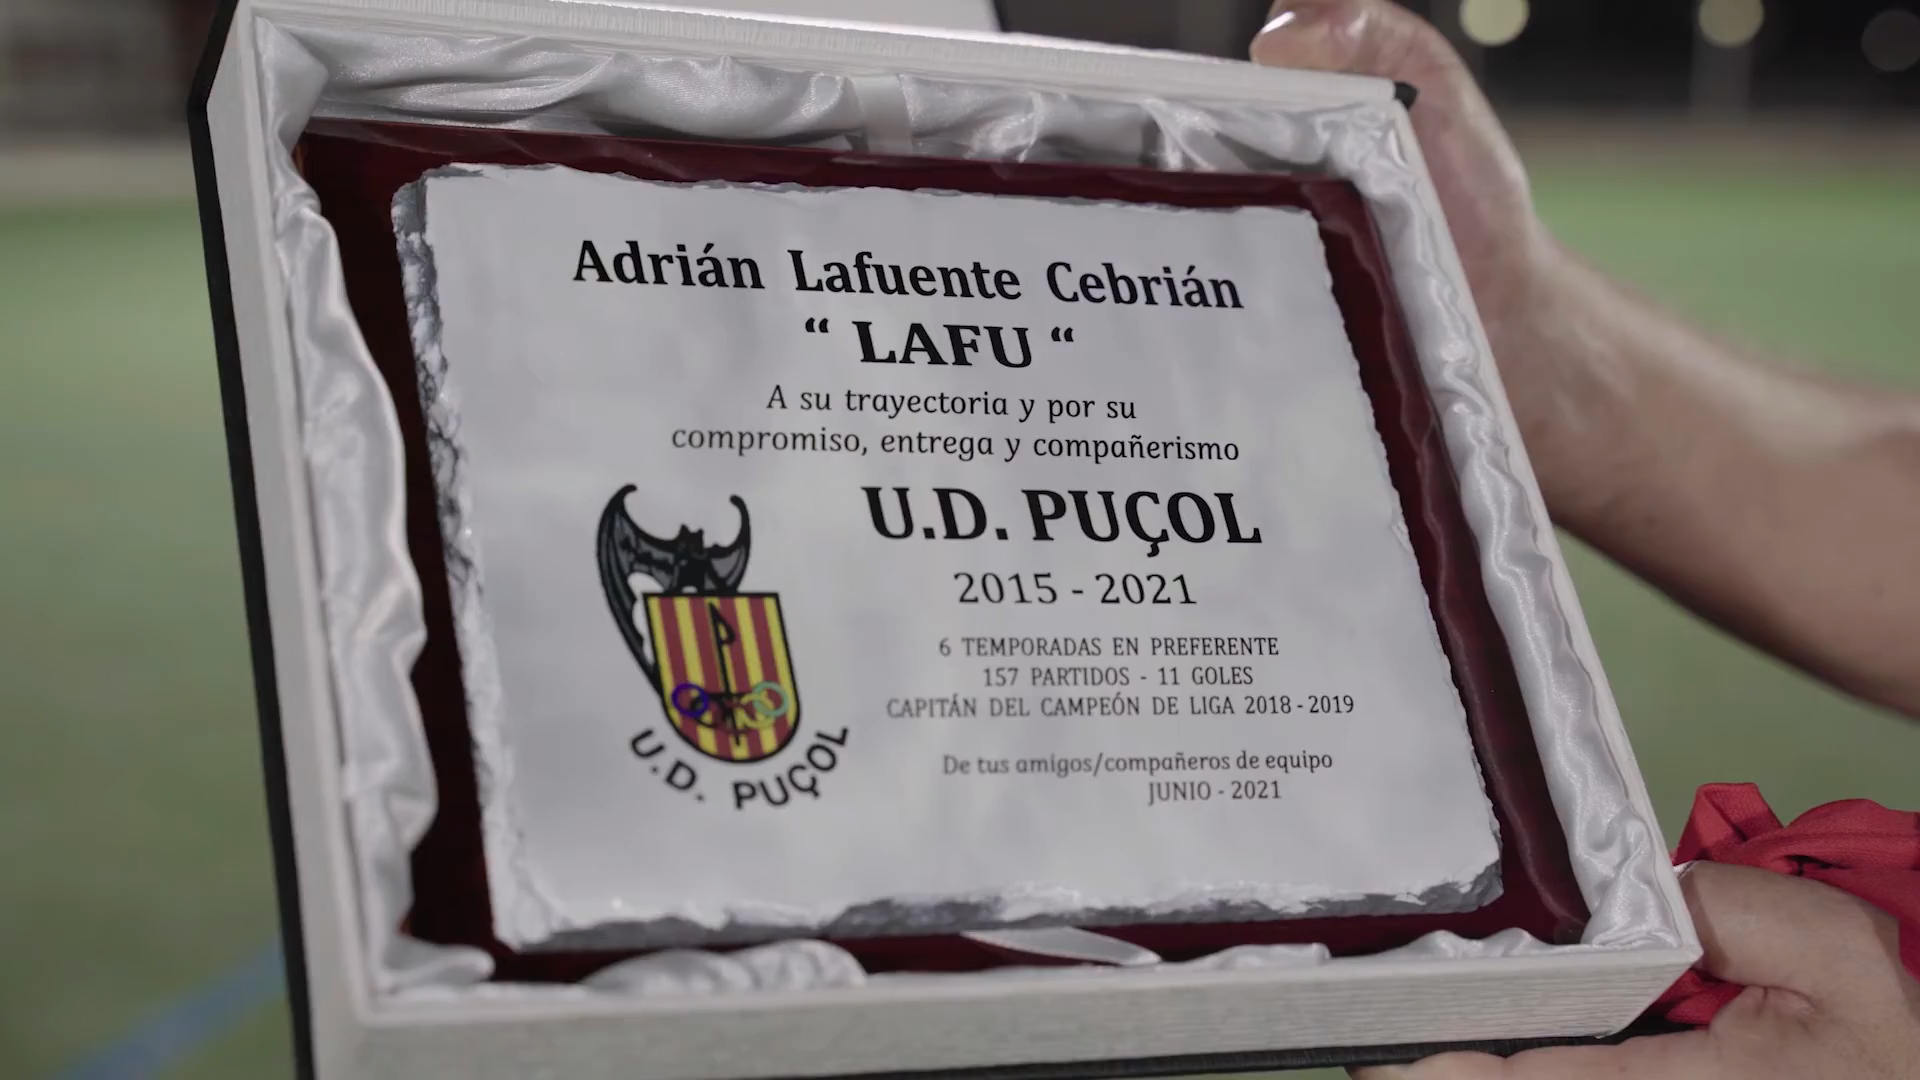 Adrián Lafuente Cebrián
“ LAFU “
A su trayectoria y por su
compromiso, entrega y compañerismo
U.D. PUÇOL
2015 - 2021
6 TEMPORADAS EN PREFERENTE
157 PARTIDOS - 11 GOLES
CAPITÁN DEL CAMPEÓN DE LIGA 2018 - 2019
De tus amigos/compañeros de equipo
JUNIO - 2021
U.D. PUÇOL